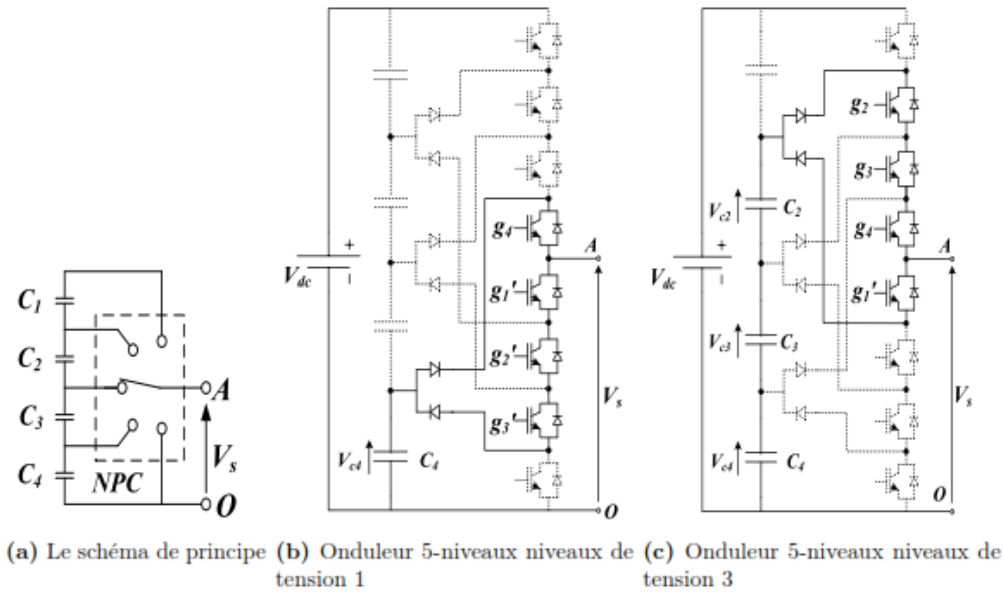 C1
C2
C3
C4
NPC
A
Vs
O
+
Vdc
−
Vc4
C4
g4
g1'
g2'
g3'
A
Vs
O
+
Vdc
−
Vc2
C2
Vc3
C3
Vc4
C4
g2
g3
g4
g1'
A
Vs
O
(a) Le schéma de principe
(b) Onduleur 5-niveaux niveaux de
tension 1
(c) Onduleur 5-niveaux niveaux de
tension 3